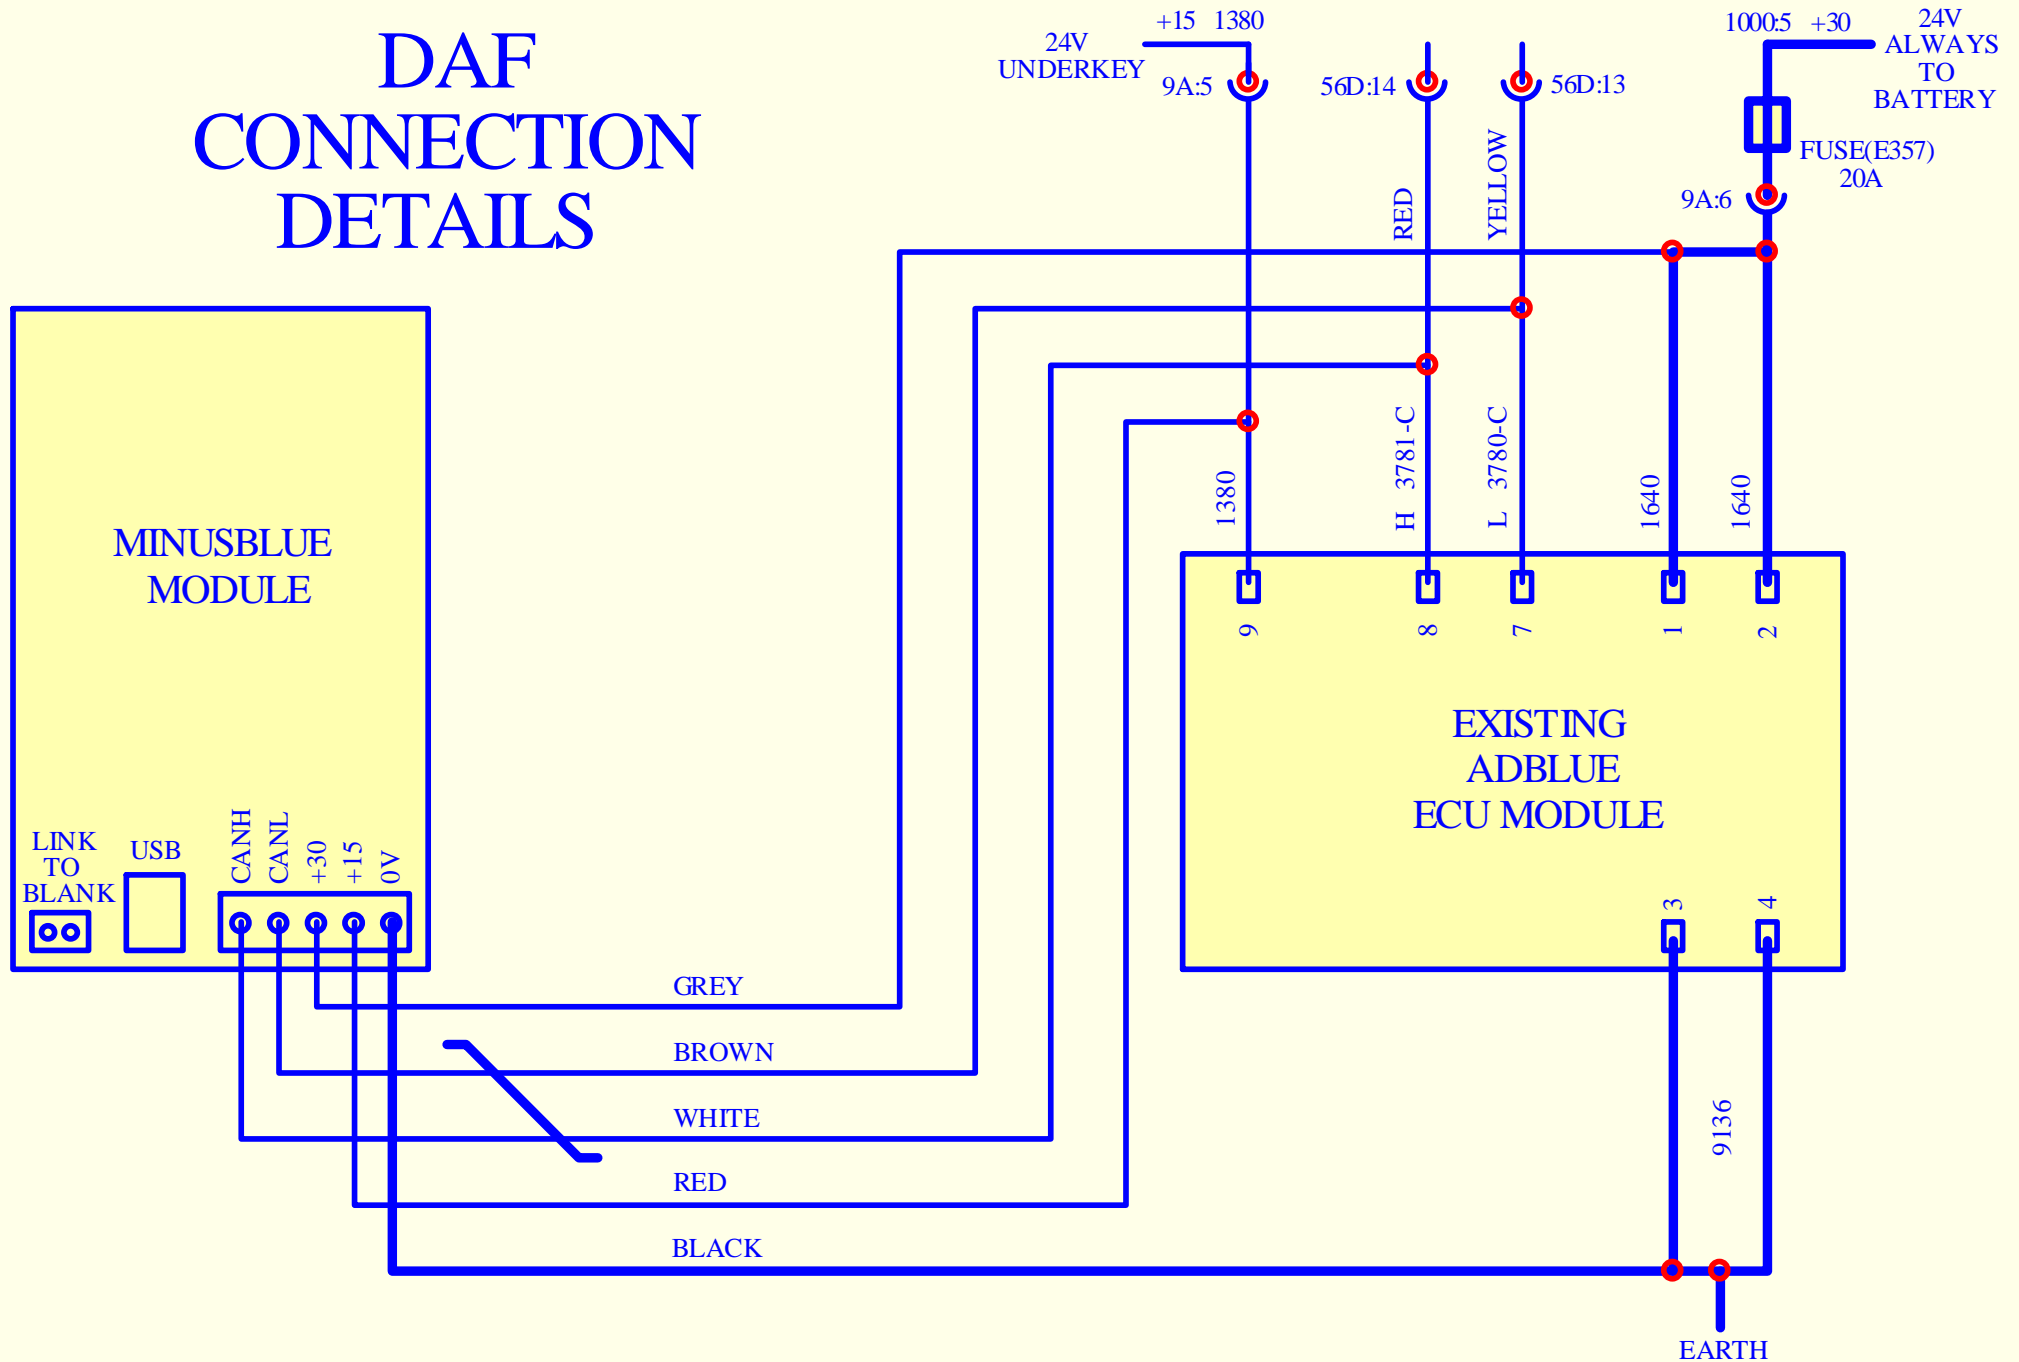 DAF
CONNECTION
DETAILS
+15 1380
24V
UNDERKEY
9A:5
56D:14
56D:13
1000:5 +30
24V
ALWAYS
TO
BATTERY
FUSE(E357)
20A
9A:6
RED
YELLOW
1380
H 3781-C
L 3780-C
1640
1640
MINUSBLUE
MODULE
9
8
7
1
2
EXISTING
ADBLUE
ECU MODULE
LINK
TO
BLANK
USB
CANH
CANL
+30
+15
0V
3
4
GREY
BROWN
WHITE
RED
BLACK
9136
EARTH